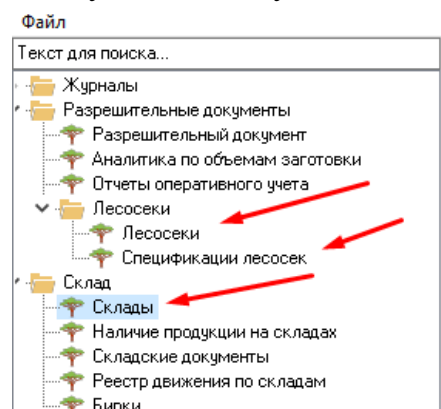 Файл
Текст для поиска...
Журналы
Разрешительные документы
Разрешительный документ
Аналитика по объемам заготовки
Отчеты оперативного учета
Лесосеки
Лесосеки
Спецификации лесосек
Склад
Склады
Наличие продукции на складах
Складские документы
Реестр движения по складам
Бирки